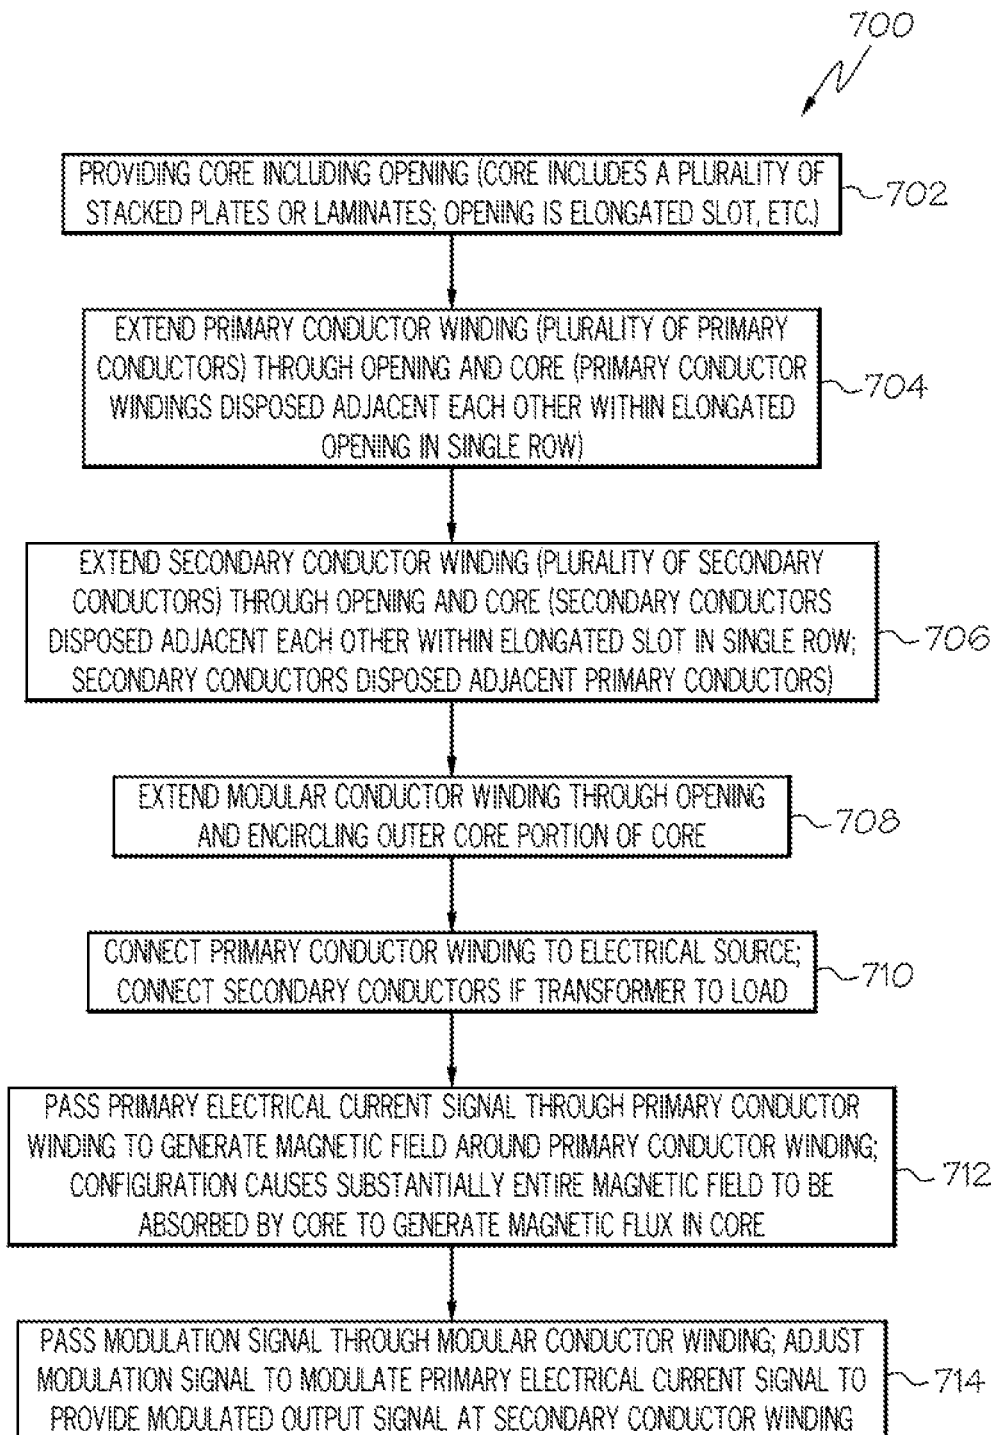 700
PROVIDING CORE INCLUDING OPENING (CORE INCLUDES A PLURALITY OF
STACKED PLATES OR LAMINATES; OPENING IS ELONGATED SLOT, ETC.)
702
EXTEND PRIMARY CONDUCTOR WINDING (PLURALITY OF PRIMARY
CONDUCTORS) THROUGH OPENING AND CORE (PRIMARY CONDUCTOR
WINDINGS DISPOSED ADJACENT EACH OTHER WITHIN ELONGATED
OPENING IN SINGLE ROW)
704
EXTEND SECONDARY CONDUCTOR WINDING (PLURALITY OF SECONDARY
CONDUCTORS) THROUGH OPENING AND CORE (SECONDARY CONDUCTORS
DISPOSED ADJACENT EACH OTHER WITHIN ELONGATED SLOT IN SINGLE ROW;
SECONDARY CONDUCTORS DISPOSED ADJACENT PRIMARY CONDUCTORS)
706
EXTEND MODULAR CONDUCTOR WINDING THROUGH OPENING
AND ENCIRCLING OUTER CORE PORTION OF CORE
708
CONNECT PRIMARY CONDUCTOR WINDING TO ELECTRICAL SOURCE;
CONNECT SECONDARY CONDUCTORS IF TRANSFORMER TO LOAD
710
PASS PRIMARY ELECTRICAL CURRENT SIGNAL THROUGH PRIMARY CONDUCTOR
WINDING TO GENERATE MAGNETIC FIELD AROUND PRIMARY CONDUCTOR WINDING;
CONFIGURATION CAUSES SUBSTANTIALLY ENTIRE MAGNETIC FIELD TO BE
ABSORBED BY CORE TO GENERATE MAGNETIC FLUX IN CORE
712
PASS MODULATION SIGNAL THROUGH MODULAR CONDUCTOR WINDING; ADJUST
MODULATION SIGNAL TO MODULATE PRIMARY ELECTRICAL CURRENT SIGNAL TO
PROVIDE MODULATED OUTPUT SIGNAL AT SECONDARY CONDUCTOR WINDING
714